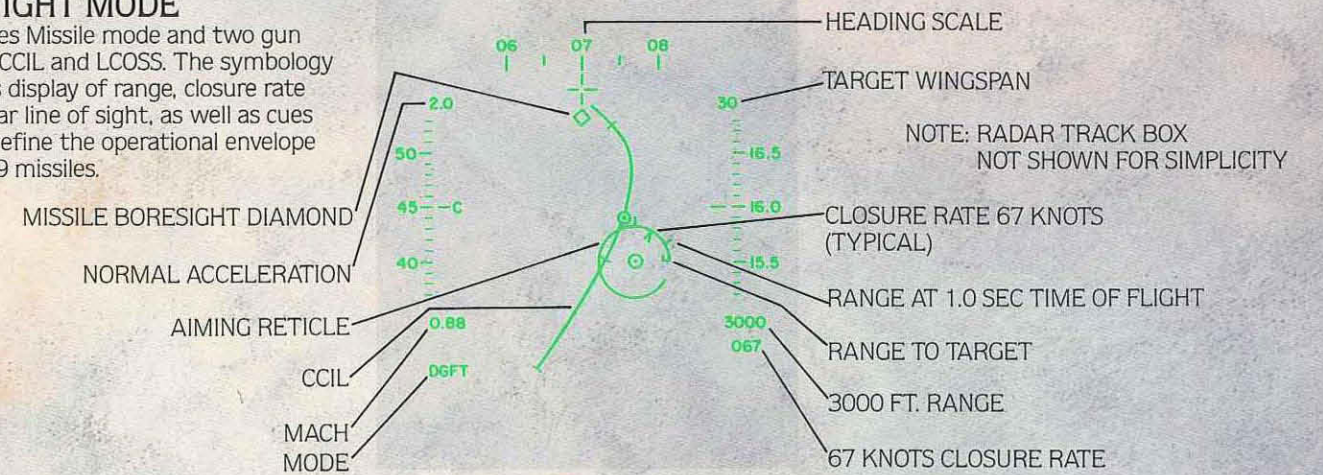 IGHT MODE
es Missile mode and two gun
CCIL and LCOSS. The symbology
s display of range, closure rate
ar line of sight, as well as cues
efine the operational envelope
9 missiles.
MISSILE BORESIGHT DIAMOND
NORMAL ACCELERATION
AIMING RETICLE
CCIL
MACH
MODE
06 07 08
2.0
50
45 C
40
0.88
DGFT
30
16.5
16.0
15.5
3000
067
HEADING SCALE
TARGET WINGSPAN
NOTE: RADAR TRACK BOX
NOT SHOWN FOR SIMPLICITY
CLOSURE RATE 67 KNOTS
(TYPICAL)
RANGE AT 1.0 SEC TIME OF FLIGHT
RANGE TO TARGET
3000 FT. RANGE
67 KNOTS CLOSURE RATE